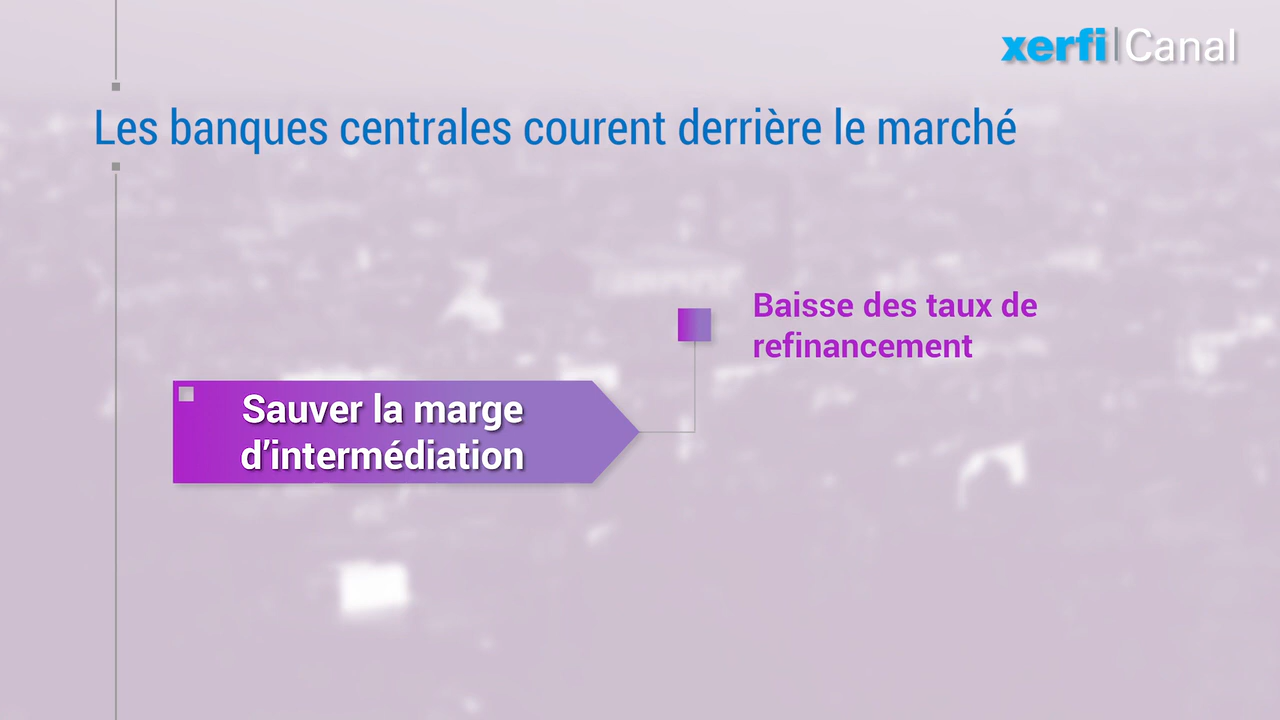 xerfi Canal
Les banques centrales courent derrière le marché
Baisse des taux de
refinancement
Sauver la marge
d’intermédiation